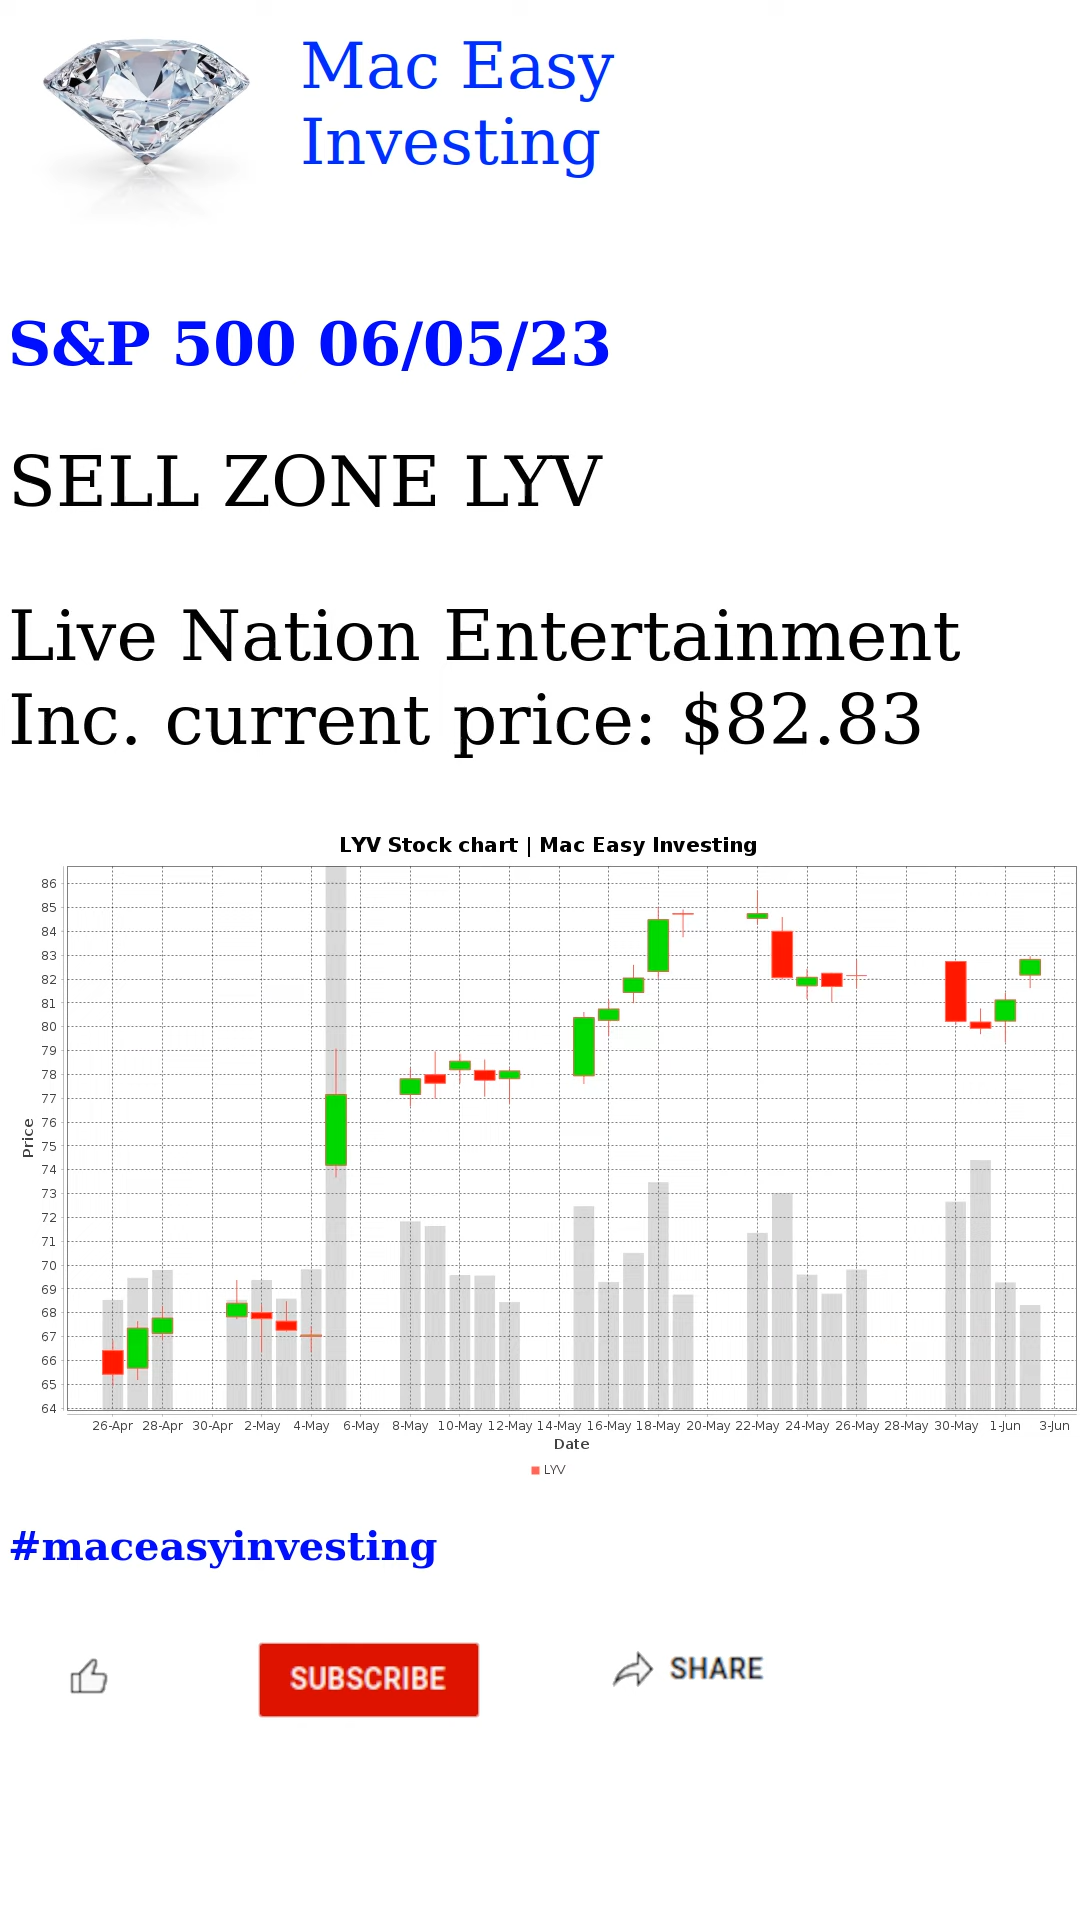 Mac Easy
Investing
S&P 500 06/05/23
SELL ZONE LYV
Live Nation Entertainment
Inc. current price: $82.83
LYV Stock chart | Mac Easy Investing
86
85
84
83
82
81
80
79
78
77
76
75
74
73
72
71
70
69
68
67
66
65
64
Price
26-Apr 28-Apr 30-Apr 2-May 4-May 6-May 8-May 10-May 12-May 14-May 16-May 18-May 20-May 22-May 24-May 26-May 28-May 30-May 1-Jun 3-Jun
Date
LYV
#maceasyinvesting
SUBSCRIBE
SHARE